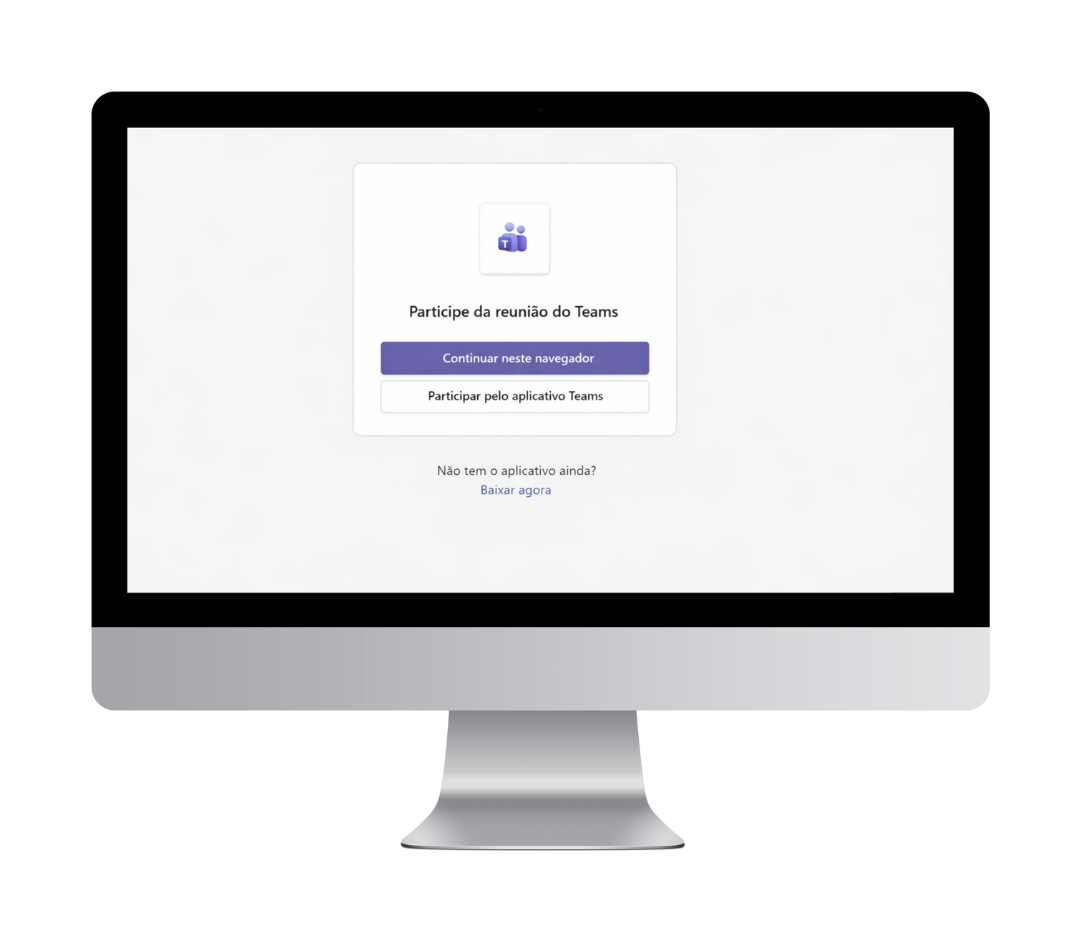 T
Participe da reunião do Teams
Continuar neste navegador
Participar pelo aplicativo Teams
Não tem o aplicativo ainda?
Baixar agora